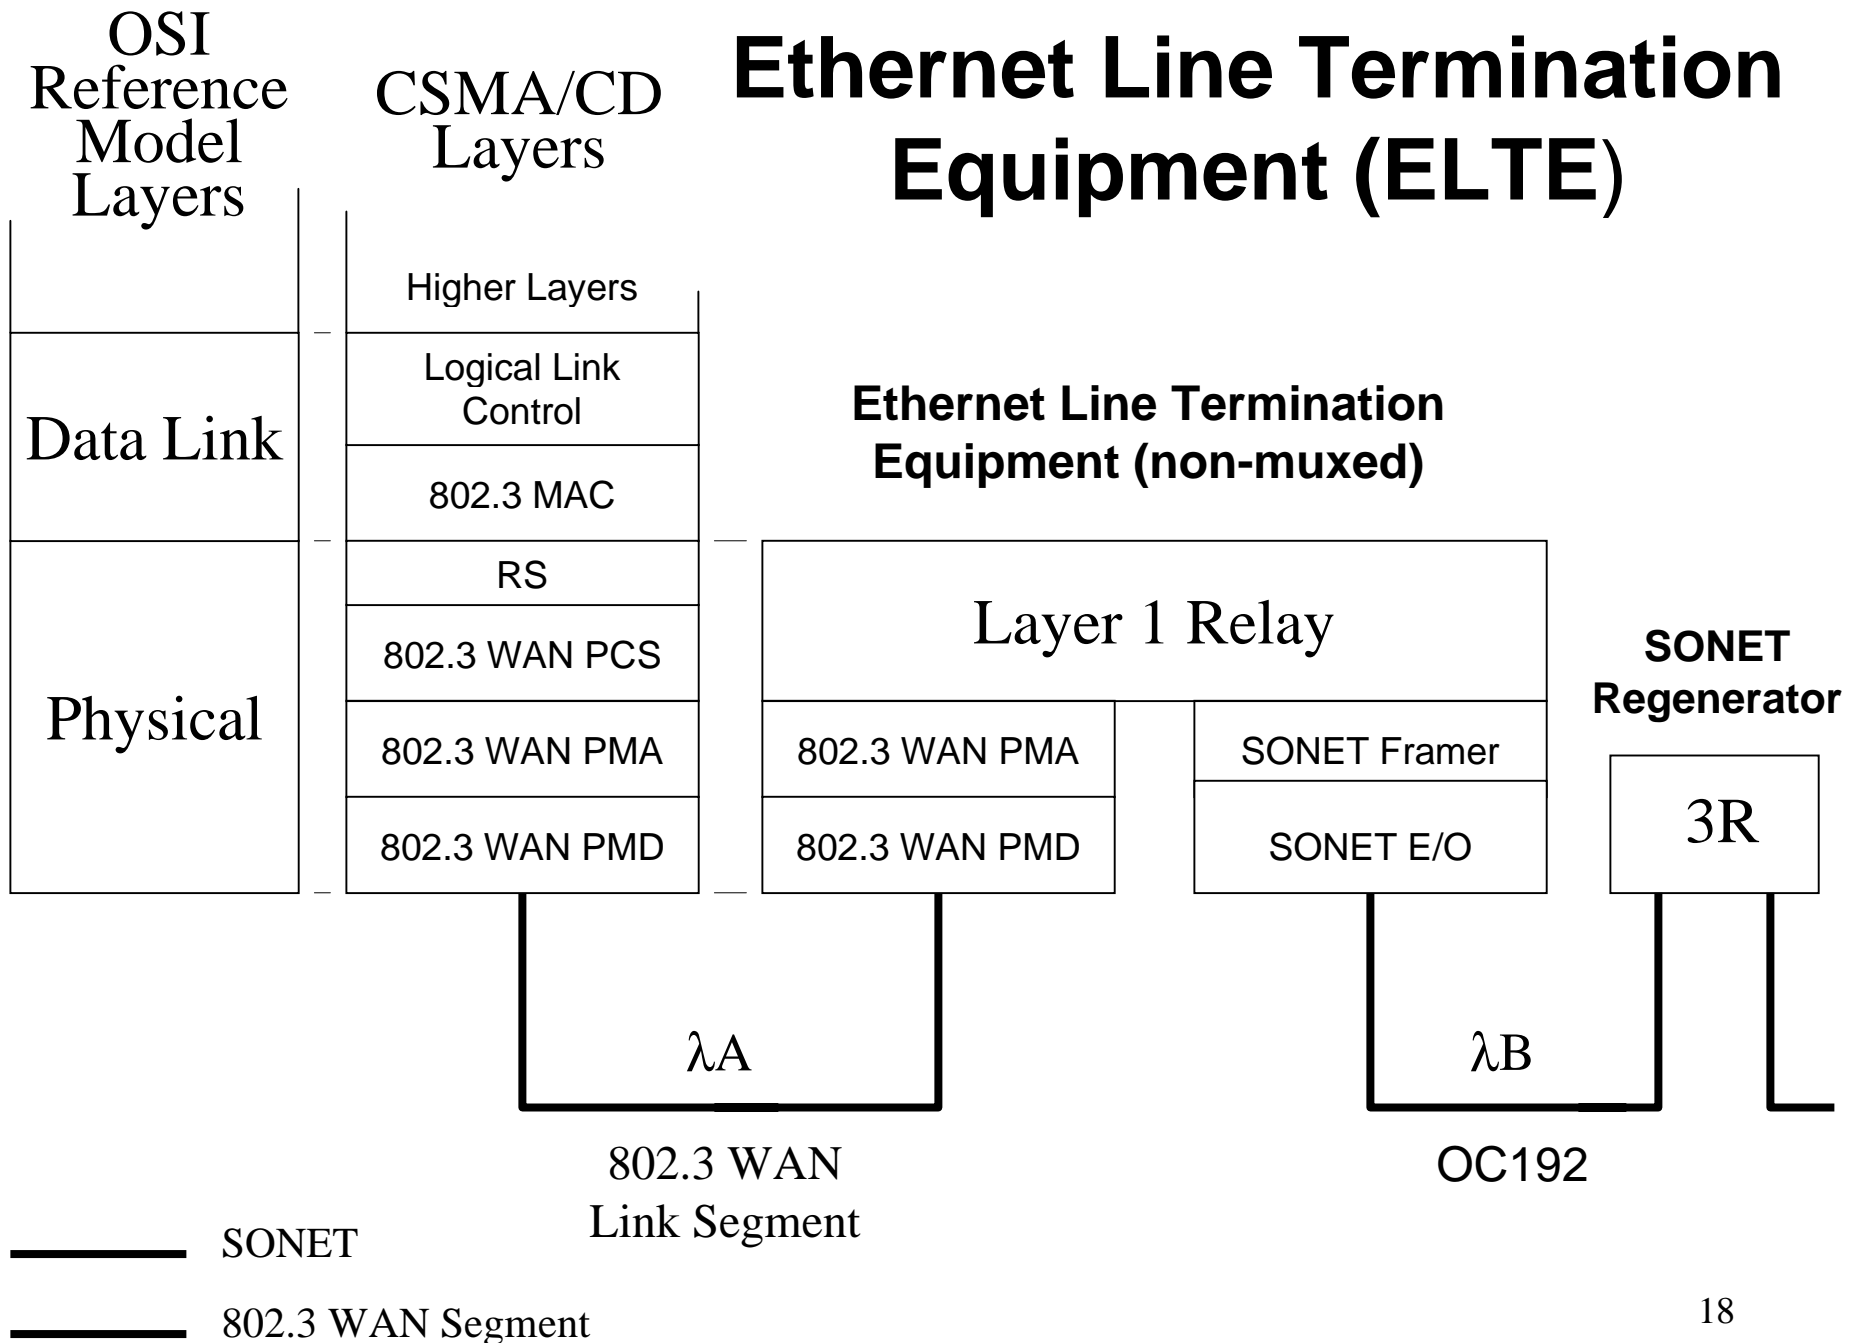 OSI
Reference
Model
Layers
CSMA/CD
Layers
Ethernet Line Termination
Equipment (ELTE)
Higher Layers
Logical Link
Control
802.3 MAC
Data Link
Ethernet Line Termination
Equipment (non-muxed)
RS
802.3 WAN PCS
802.3 WAN PMA
802.3 WAN PMD
Physical
Layer 1 Relay
802.3 WAN PMA
802.3 WAN PMD
SONET Framer
SONET E/O
SONET
Regenerator
3R
λA
λB
802.3 WAN
Link Segment
OC192
SONET
802.3 WAN Segment
18